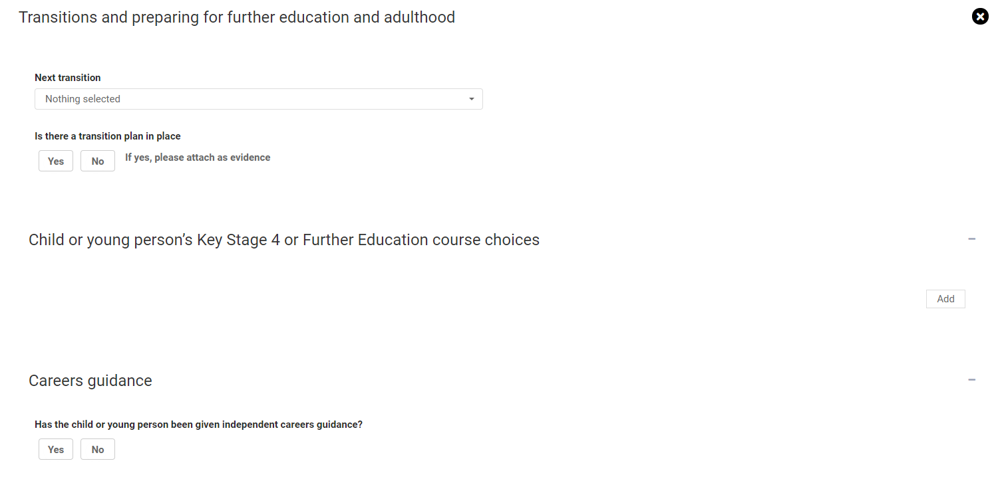 Transitions and preparing for further education and adulthood
Next transition
Nothing selected
Is there a transition plan in place
Yes No If yes, please attach as evidence
Child or young person’s Key Stage 4 or Further Education course choices
Add
Careers guidance
Has the child or young person been given independent careers guidance?
Yes No